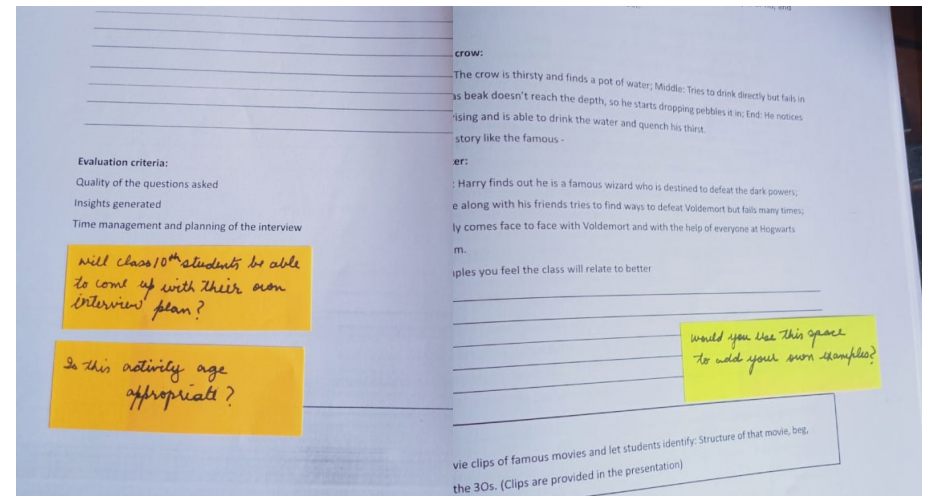 Evaluation criteria:
Quality of the questions asked
Insights generated
Time management and planning of the interview
will class 10th students be able
to come up with their own
interview plan?
Is this activity age
appropriate?
crow:
The crow is thirsty and finds a pot of water; Middle: Tries to drink directly but fails in
as beak doesn't reach the depth, so he starts dropping pebbles it in; End: He notices
ising and is able to drink the water and quench his thirst.
story like the famous -
er:
: Harry finds out he is a famous wizard who is destined to defeat the dark powers;
e along with his friends tries to find ways to defeat Voldemort but fails many times;
ly comes face to face with Voldemort and with the help of everyone at Hogwarts
m.
ples you feel the class will relate to better
would you use this space
to add your own examples?
vie clips of famous movies and let students identify: Structure of that movie, beg,
the 3Os. (Clips are provided in the presentation)